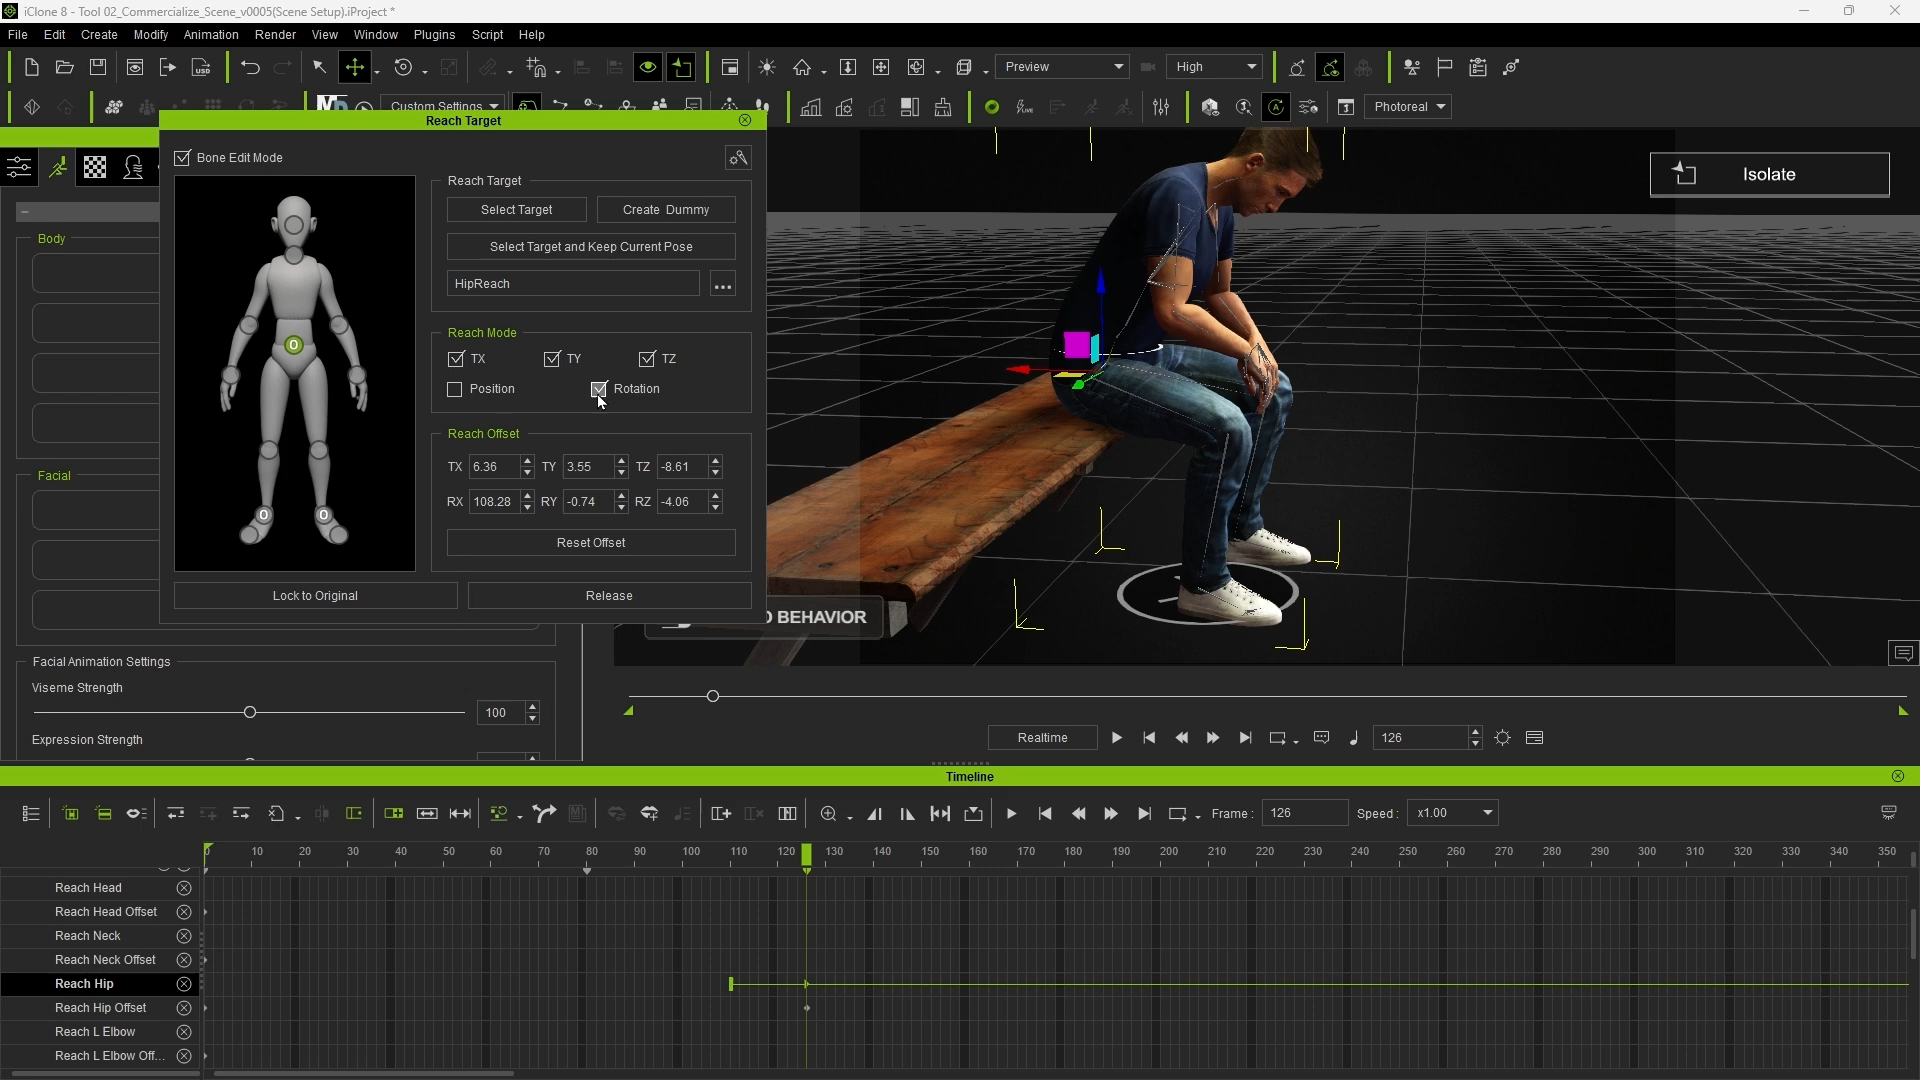 iClone 8 - Tool 02_Commercialize_Scene_v0005(Scene Setup).iProject *
File Edit Create Modify Animation Render View Window Plugins Script Help
Preview High
Custom Settings Photoreal
Reach Target
Bone Edit Mode
Reach Target
Select Target Create Dummy
Select Target and Keep Current Pose
HipReach ...
Reach Mode
TX TY TZ
Position Rotation
Reach Offset
TX 6.36 TY 3.55 TZ -8.61
RX 108.28 RY -0.74 RZ -4.06
Reset Offset
Lock to Original Release
0
0 0
Isolate
Body
Facial
BEHAVIOR
Facial Animation Settings
Viseme Strength
100
Expression Strength
Realtime 126
Timeline
Frame : 126 Speed : x1.00
0 10 20 30 40 50 60 70 80 90 100 110 120 130 140 150 160 170 180 190 200 210 220 230 240 250 260 270 280 290 300 310 320 330 340 350
Reach Head
Reach Head Offset
Reach Neck
Reach Neck Offset
Reach Hip
Reach Hip Offset
Reach L Elbow
Reach L Elbow Off...